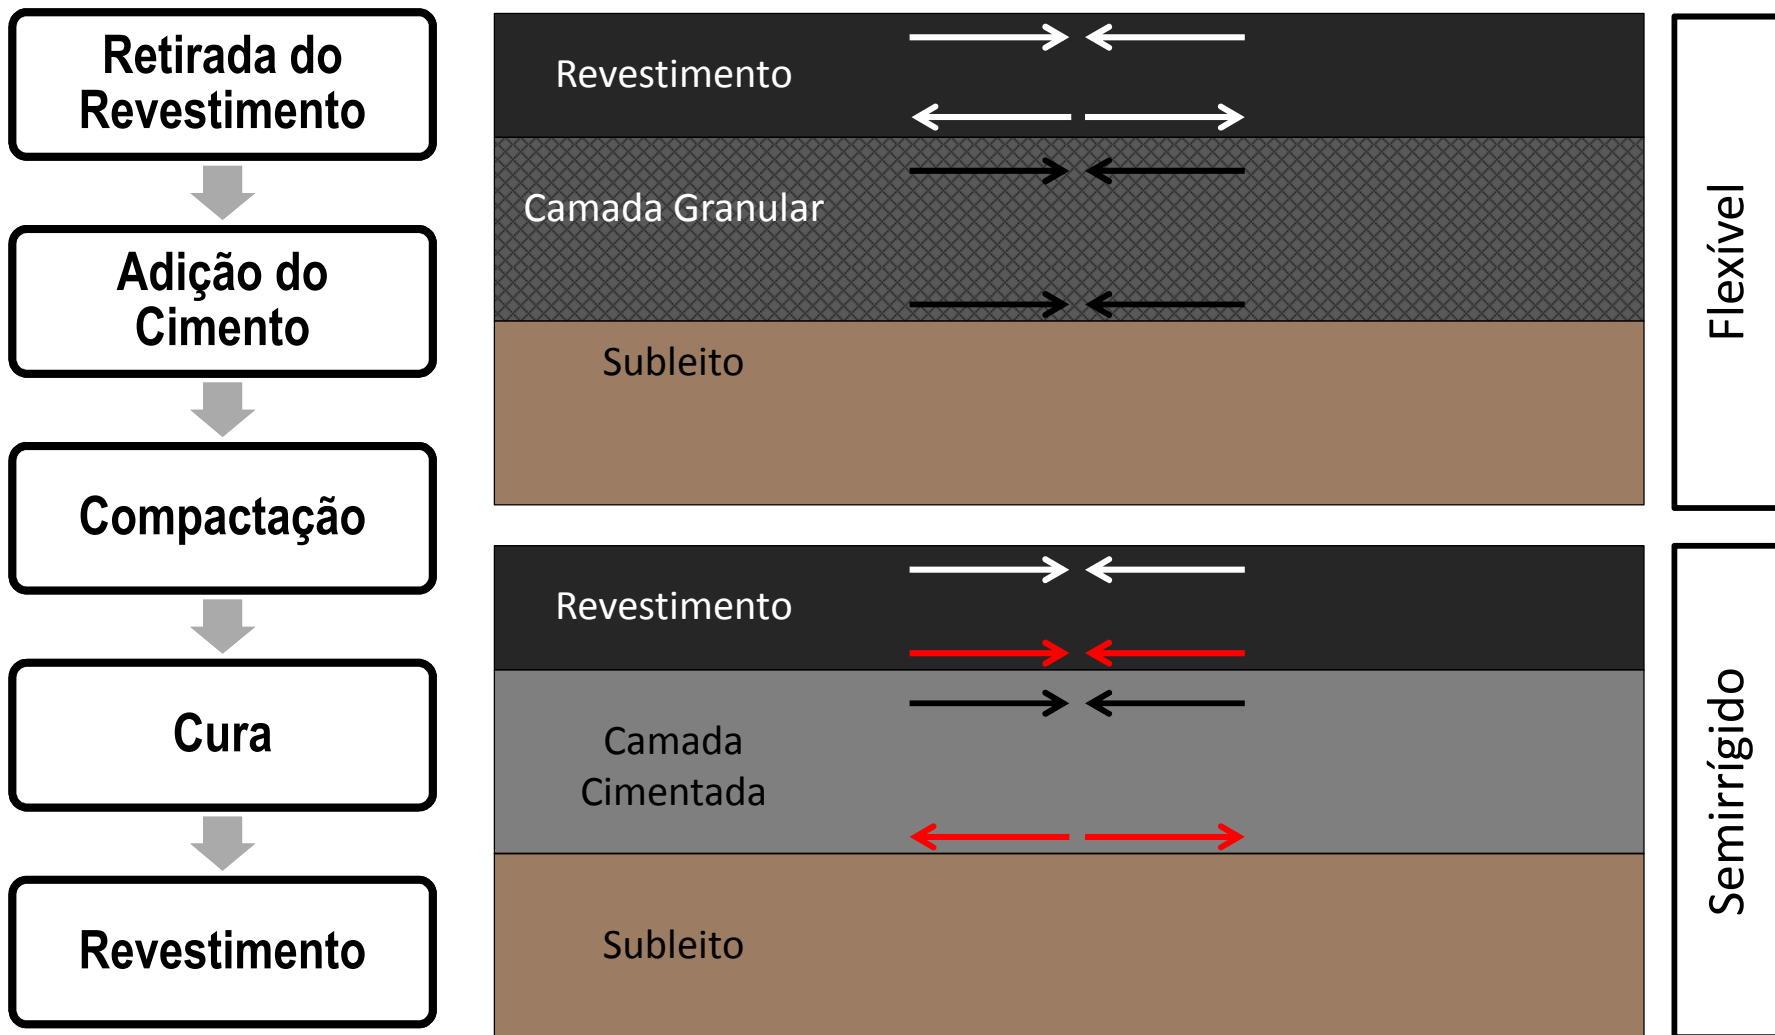 Retirada do
Revestimento
Adição do
Cimento
Compactação
Cura
Revestimento
Revestimento
Camada Granular
Subleito
Flexível
Revestimento
Camada
Cimentada
Subleito
Semirrígido